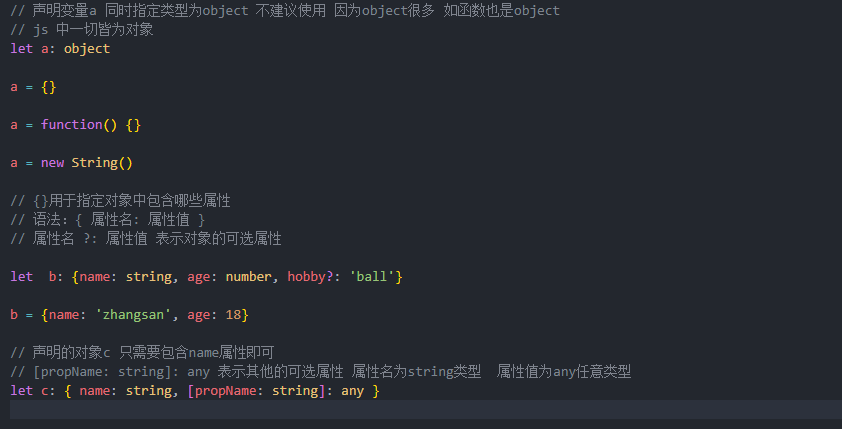 // 声明变量a 同时指定类型为object 不建议使用 因为object很多 如函数也是object
// js 中一切皆为对象
let a: object
a = {}
a = function() {}
a = new String()
// {}用于指定对象中包含哪些属性
// 语法：{ 属性名: 属性值 }
// 属性名 ?: 属性值 表示对象的可选属性
let  b: {name: string, age: number, hobby?: 'ball'}
b = {name: 'zhangsan', age: 18}
// 声明的对象c 只需要包含name属性即可
// [propName: string]: any 表示其他的可选属性 属性名为string类型  属性值为any任意类型
let c: { name: string, [propName: string]: any }